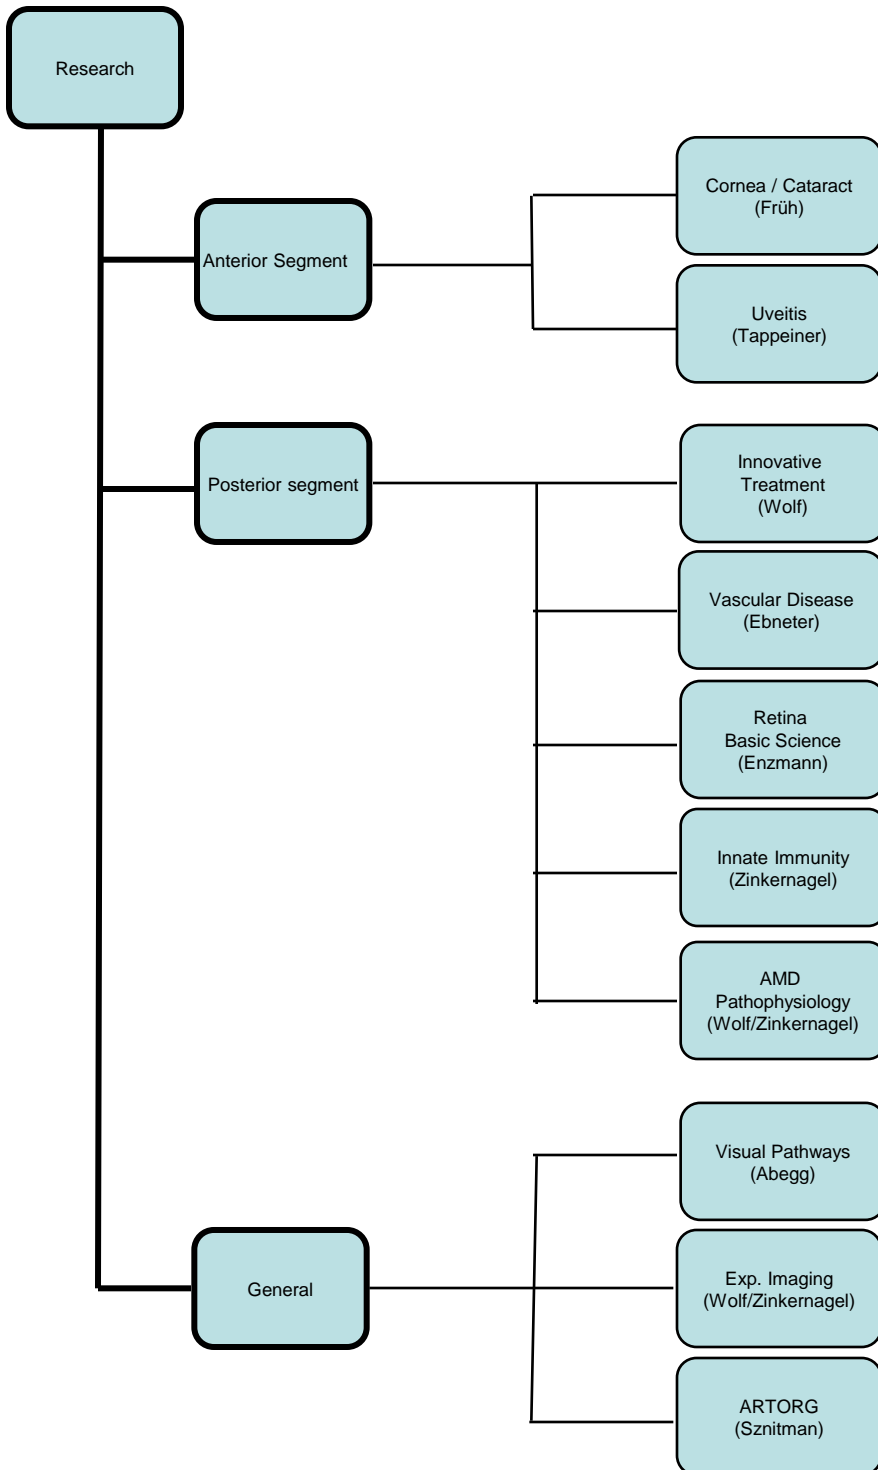 Research
Anterior Segment
Cornea / Cataract
(Früh)
Uveitis
(Tappeiner)
Posterior segment
Innovative
Treatment
(Wolf)
Vascular Disease
(Ebneter)
Retina
Basic Science
(Enzmann)
Innate Immunity
(Zinkernagel)
AMD
Pathophysiology
(Wolf/Zinkernagel)
General
Visual Pathways
(Abegg)
Exp. Imaging
(Wolf/Zinkernagel)
ARTORG
(Sznitman)